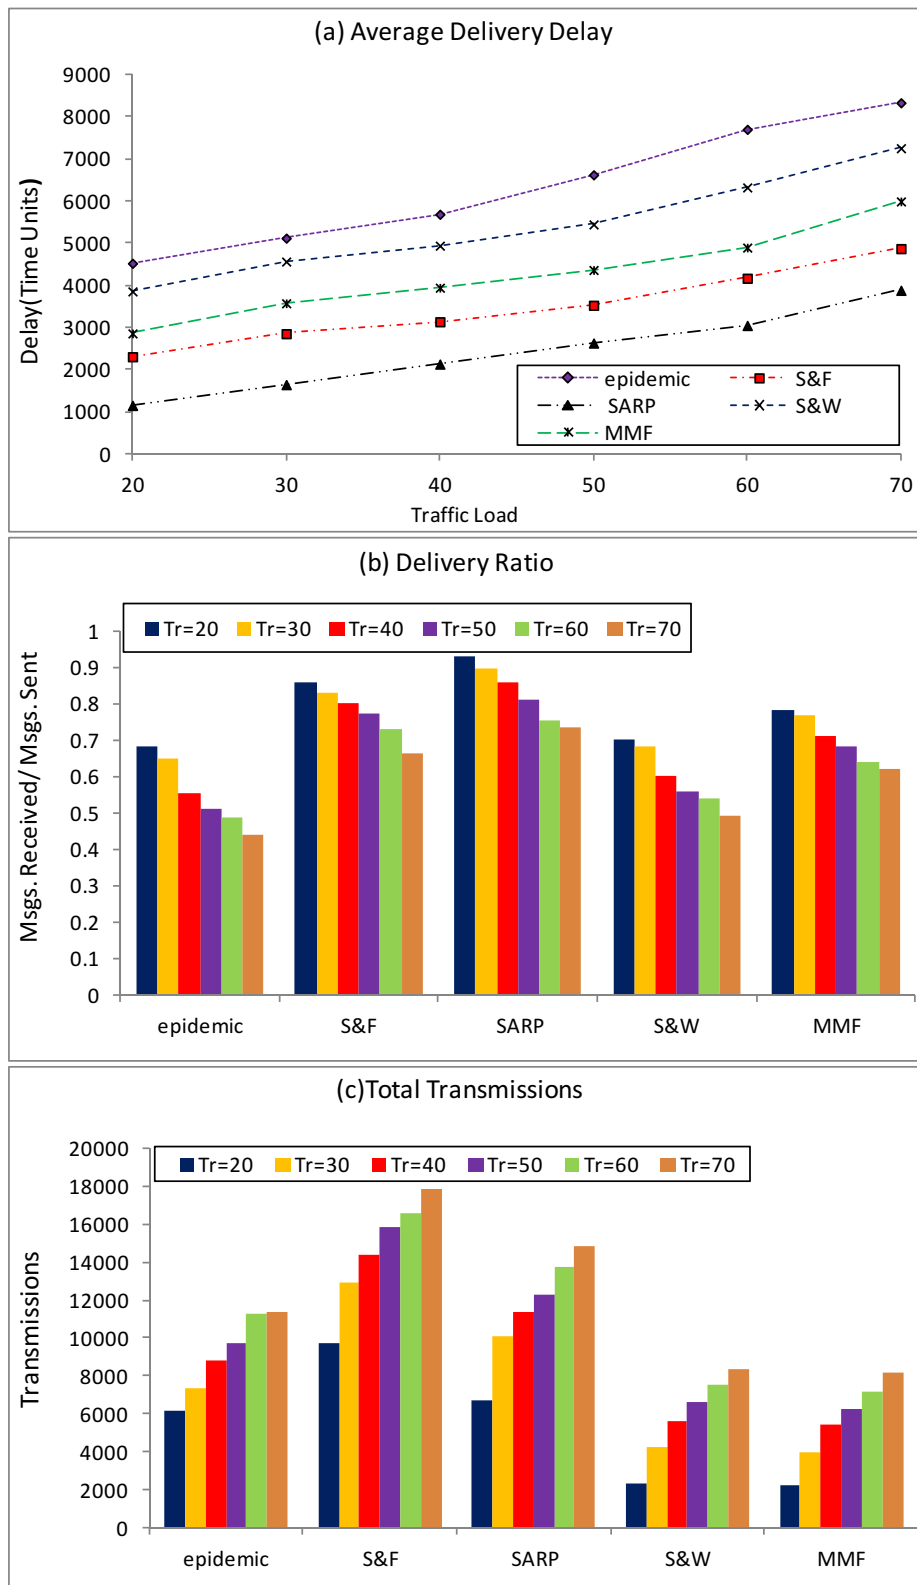 (a) Average Delivery Delay
9000
8000
7000
6000
5000
4000
3000
2000
1000
0
Delay(Time Units)
epidemic S&F
SARP S&W
MMF
20 30 40 50 60 70
Traffic Load
(b) Delivery Ratio
Tr=20 Tr=30 Tr=40 Tr=50 Tr=60 Tr=70
1
0.9
0.8
0.7
0.6
0.5
0.4
0.3
0.2
0.1
0
Msgs. Received/ Msgs. Sent
epidemic S&F SARP S&W MMF
(c)Total Transmissions
Tr=20 Tr=30 Tr=40 Tr=50 Tr=60 Tr=70
20000
18000
16000
14000
12000
10000
8000
6000
4000
2000
0
Transmissions
epidemic S&F SARP S&W MMF